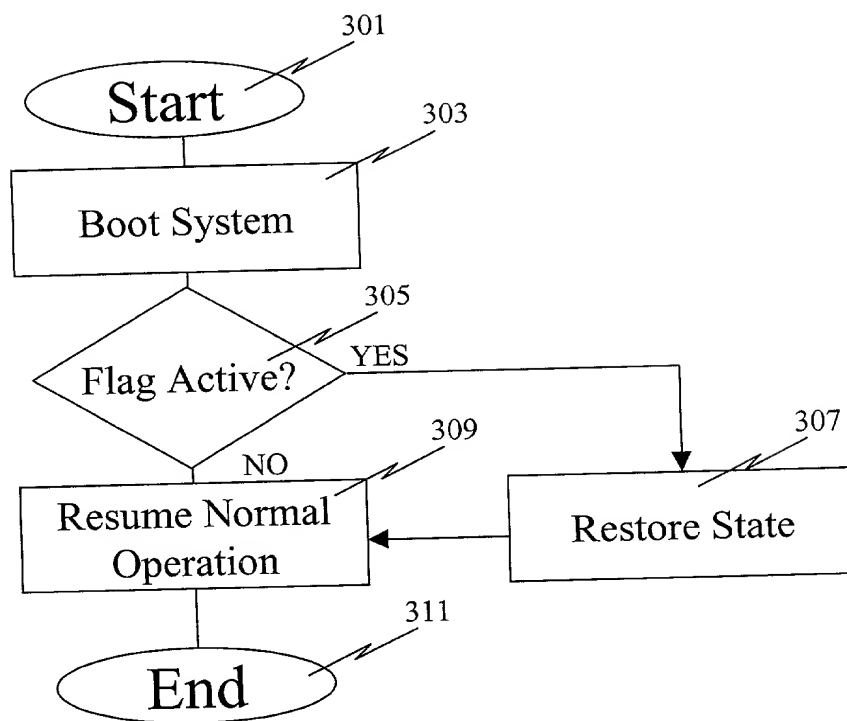 301
Start
303
Boot System
305
Flag Active?
YES
NO
309
307
Resume Normal
Operation
Restore State
311
End